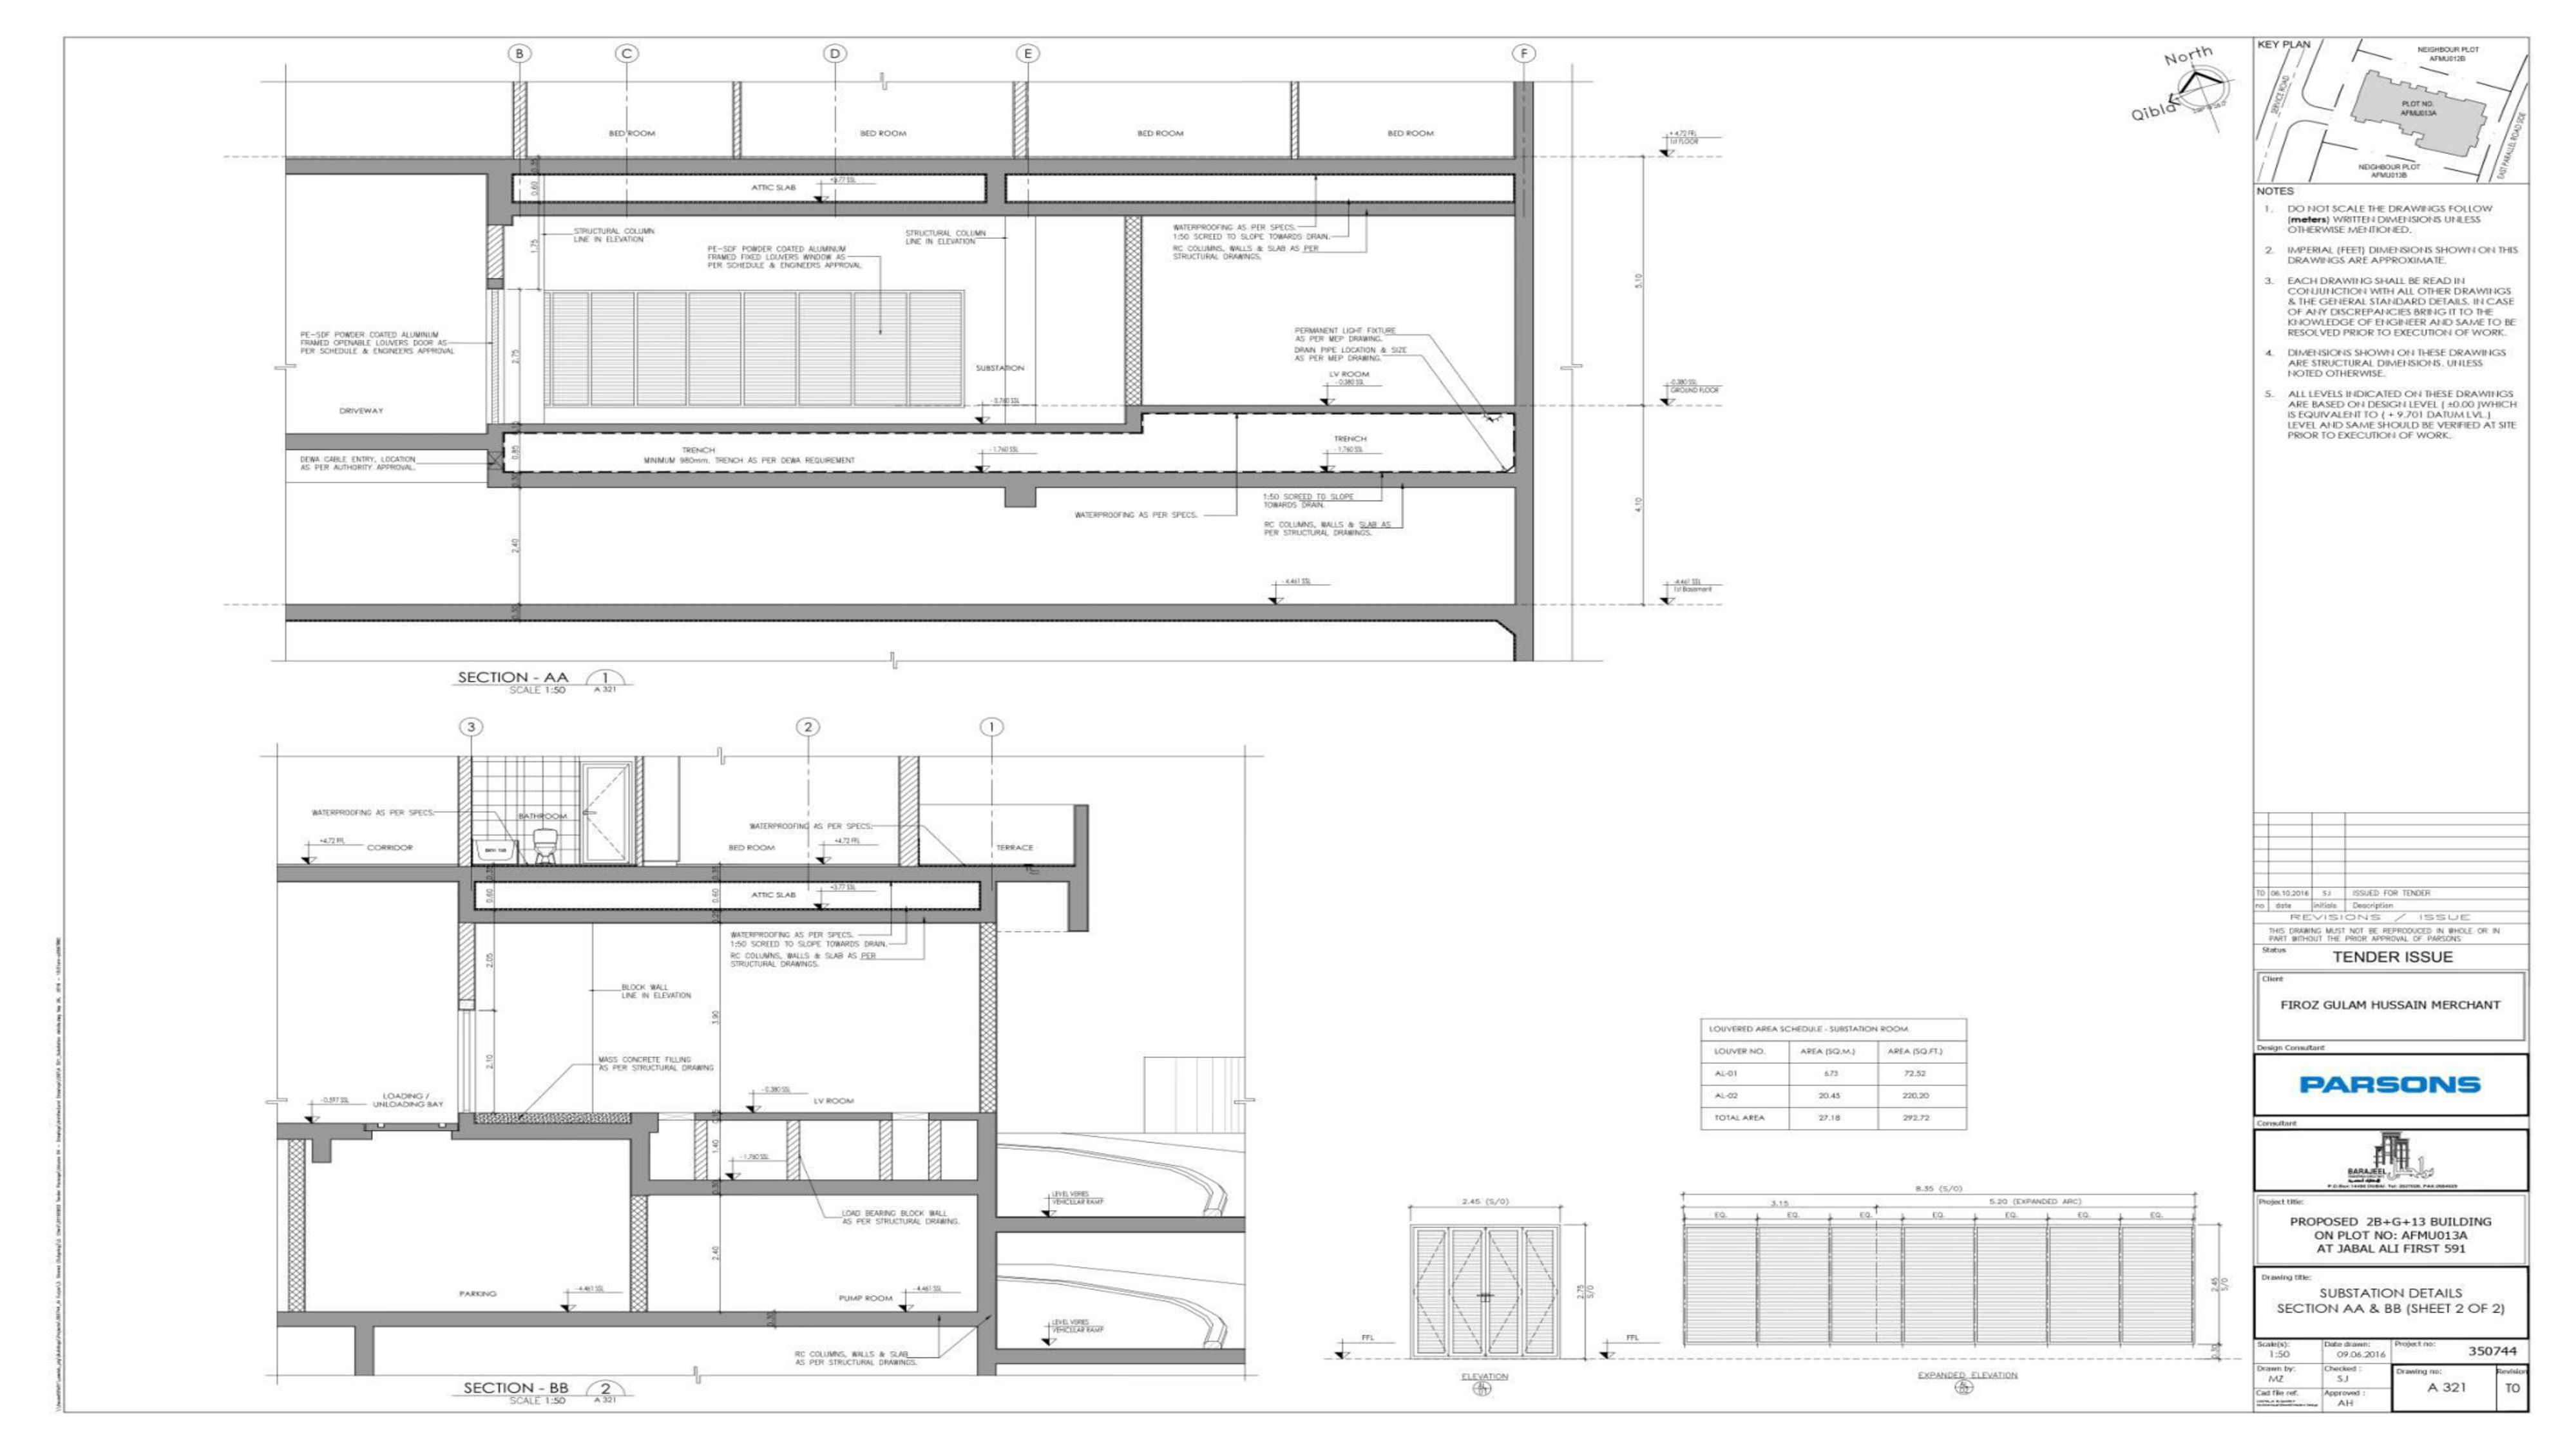 B
C
D
E
F
BED ROOM
BED ROOM
BED ROOM
BED ROOM
+ 4.72 FFL
1st FLOOR
ATTIC SLAB
+3.77 SSL
0.60
STRUCTURAL COLUMN
LINE IN ELEVATION
1.75
PE-SDF POWDER COATED ALUMINUM
FRAMED FIXED LOUVERS WINDOW AS
PER SCHEDULE & ENGINEERS APPROVAL
STRUCTURAL COLUMN
LINE IN ELEVATION
WATERPROOFING AS PER SPECS.
1:50 SCREED TO SLOPE TOWARDS DRAIN.
RC COLUMNS, WALLS & SLAB AS PER
STRUCTURAL DRAWINGS.
5.10
PE-SDF POWDER COATED ALUMINUM
FRAMED OPENABLE LOUVERS DOOR AS
PER SCHEDULE & ENGINEERS APPROVAL
2.75
PERMANENT LIGHT FIXTURE
AS PER MEP DRAWING.
DRAIN PIPE LOCATION & SIZE
AS PER MEP DRAWING.
SUBSTATION
LV ROOM
- 0.380 SSL
-0.380 SSL
GROUND FLOOR
- 0.760 SSL
DRIVEWAY
TRENCH
MINIMUM 980mm. TRENCH AS PER DEWA REQUIREMENT
- 1.760 SSL
TRENCH
- 1.760 SSL
0.85
DEWA CABLE ENTRY, LOCATION
AS PER AUTHORITY APPROVAL.
1:50 SCREED TO SLOPE
TOWARDS DRAIN.
WATERPROOFING AS PER SPECS.
RC COLUMNS, WALLS & SLAB AS
PER STRUCTURAL DRAWINGS.
4.10
2.40
- 4.461 SSL
-4.461 SSL
1st Basement
0.30
SECTION - AA
1
SCALE 1:50
A 321
3
2
1
WATERPROOFING AS PER SPECS.
BATHROOM
WATERPROOFING AS PER SPECS.
+4.72 FFL
CORRIDOR
BATH TUB
BED ROOM
+4.72 FFL
TERRACE
0.60
0.60
ATTIC SLAB
+3.77 SSL
WATERPROOFING AS PER SPECS.
1:50 SCREED TO SLOPE TOWARDS DRAIN.
RC COLUMNS, WALLS & SLAB AS PER
STRUCTURAL DRAWINGS.
2.05
BLOCK WALL
LINE IN ELEVATION
3.90
2.10
MASS CONCRETE FILLING
AS PER STRUCTURAL DRAWING
- 0.380 SSL
LV ROOM
-0.597 SSL
LOADING /
UNLOADING BAY
1.40
- 1.760 SSL
LEVEL VERIES
VEHICULAR RAMP
LOAD BEARING BLOCK WALL
AS PER STRUCTURAL DRAWING.
2.40
PARKING
-4.461 SSL
PUMP ROOM
- 4.461 SSL
LEVEL VERIES
VEHICULAR RAMP
RC COLUMNS, WALLS & SLAB
AS PER STRUCTURAL DRAWINGS.
SECTION - BB
2
SCALE 1:50
A 321
LOUVERED AREA SCHEDULE - SUBSTATION ROOM
LOUVER NO. AREA (SQ.M.) AREA (SQ.FT.)
AL-01 6.73 72.52
AL-02 20.45 220.20
TOTAL AREA 27.18 292.72
2.45 (S/O)
2.75
S/O
FFL
ELEVATION
8.35 (S/O)
3.15
5.20 (EXPANDED ARC)
EQ. EQ. EQ. EQ. EQ. EQ. EQ.
2.45
S/O
FFL
EXPANDED ELEVATION
North
Qibla
KEY PLAN
NEIGHBOUR PLOT
AFMU012B
SERVICE ROAD
PLOT NO.
AFMU013A
EAST PARALLEL ROAD SIDE
NEIGHBOUR PLOT
AFMU013B
NOTES
1. DO NOT SCALE THE DRAWINGS FOLLOW
(meters) WRITTEN DIMENSIONS UNLESS
OTHERWISE MENTIONED.
2. IMPERIAL (FEET) DIMENSIONS SHOWN ON THIS
DRAWINGS ARE APPROXIMATE.
3. EACH DRAWING SHALL BE READ IN
CONJUNCTION WITH ALL OTHER DRAWINGS
& THE GENERAL STANDARD DETAILS. IN CASE
OF ANY DISCREPANCIES BRING IT TO THE
KNOWLEDGE OF ENGINEER AND SAME TO BE
RESOLVED PRIOR TO EXECUTION OF WORK.
4. DIMENSIONS SHOWN ON THESE DRAWINGS
ARE STRUCTURAL DIMENSIONS. UNLESS
NOTED OTHERWISE.
5. ALL LEVELS INDICATED ON THESE DRAWINGS
ARE BASED ON DESIGN LEVEL ( ±0.00 )WHICH
IS EQUIVALENT TO ( + 9.701 DATUM LVL.)
LEVEL AND SAME SHOULD BE VERIFIED AT SITE
PRIOR TO EXECUTION OF WORK.
T0 06.10.2016 SJ ISSUED FOR TENDER
no date initials Description
REVISIONS / ISSUE
THIS DRAWING MUST NOT BE REPRODUCED IN WHOLE OR IN
PART WITHOUT THE PRIOR APPROVAL OF PARSONS
Status
TENDER ISSUE
Client
FIROZ GULAM HUSSAIN MERCHANT
Design Consultant
PARSONS
Consultant
BARAJEEL
Project title:
PROPOSED 2B+G+13 BUILDING
ON PLOT NO: AFMU013A
AT JABAL ALI FIRST 591
Drawing title:
SUBSTATION DETAILS
SECTION AA & BB (SHEET 2 OF 2)
Scale(s): 1:50
Date drawn: 09.06.2016
Project no: 350744
Drawn by: MZ
Checked : SJ
Drawing no: A 321
Revision T0
Cad file ref.
Approved : AH